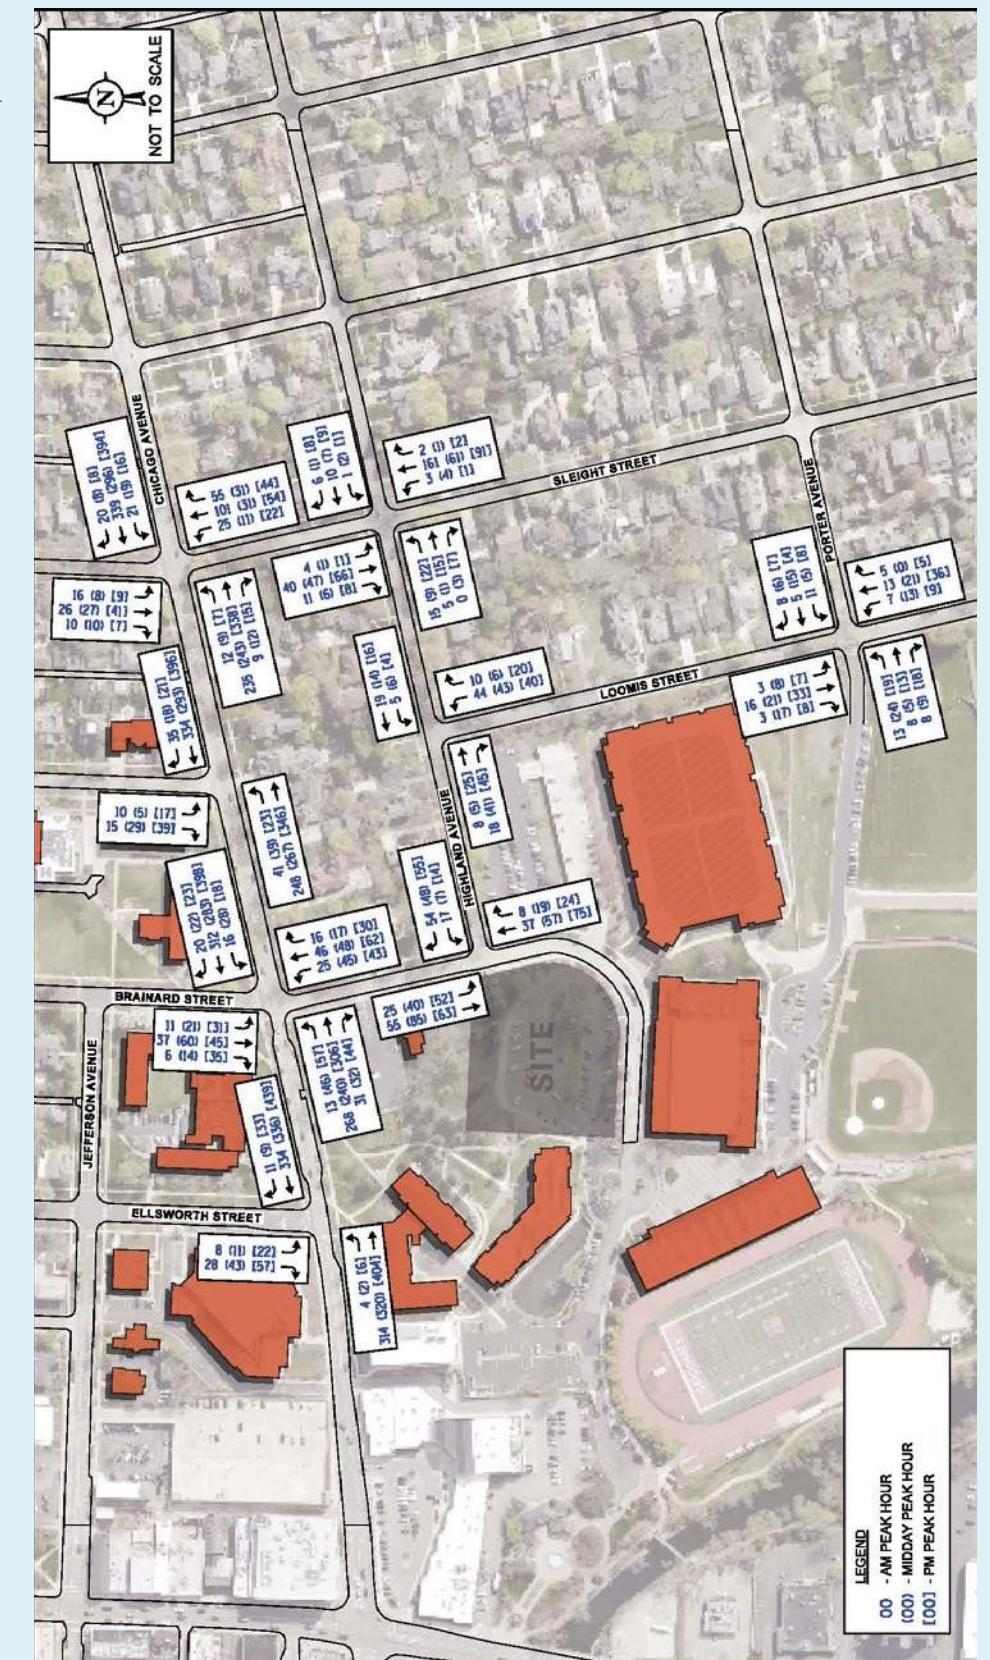 NOT TO SCALE
N
20 (8) [8]
339 (296) [394]
21 (19) [16]
CHICAGO AVENUE
55 (31) [44]
101 (31) [54]
25 (11) [22]
6 (1) [8]
10 (7) [9]
1 (2) [1]
2 (1) [2]
161 (61) [91]
3 (4) [1]
SLEIGHT STREET
16 (8) [9]
26 (27) [41]
10 (10) [7]
12 (9) [7]
235 (243) [338]
9 (12) [15]
4 (1) [1]
40 (47) [66]
11 (6) [8]
15 (9) [22]
5 (1) [15]
0 (3) [7]
PORTER AVENUE
8 (6) [7]
5 (15) [4]
11 (5) [8]
5 (0) [5]
13 (21) [36]
7 (13) [9]
35 (18) [21]
334 (293) [396]
19 (14) [16]
5 (6) [4]
10 (6) [20]
44 (43) [40]
LOOMIS STREET
3 (8) [7]
16 (21) [33]
3 (17) [8]
13 (24) [19]
8 (5) [13]
8 (9) [18]
10 (5) [17]
15 (29) [39]
41 (39) [23]
248 (267) [346]
HIGHLAND AVENUE
8 (5) [25]
18 (41) [45]
20 (22) [23]
312 (283) [398]
16 (28) [18]
54 (48) [55]
17 (7) [14]
8 (19) [24]
37 (57) [75]
16 (17) [30]
46 (48) [62]
25 (45) [43]
BRAINARD STREET
25 (40) [52]
55 (85) [63]
11 (21) [31]
37 (60) [45]
6 (14) [35]
13 (46) [57]
268 (240) [306]
31 (32) [44]
SITE
JEFFERSON AVENUE
11 (9) [33]
334 (336) [439]
ELLSWORTH STREET
8 (11) [22]
28 (43) [57]
4 (2) [6]
314 (320) [404]
LEGEND
00 - AM PEAK HOUR
(00) - MIDDAY PEAK HOUR
[00] - PM PEAK HOUR